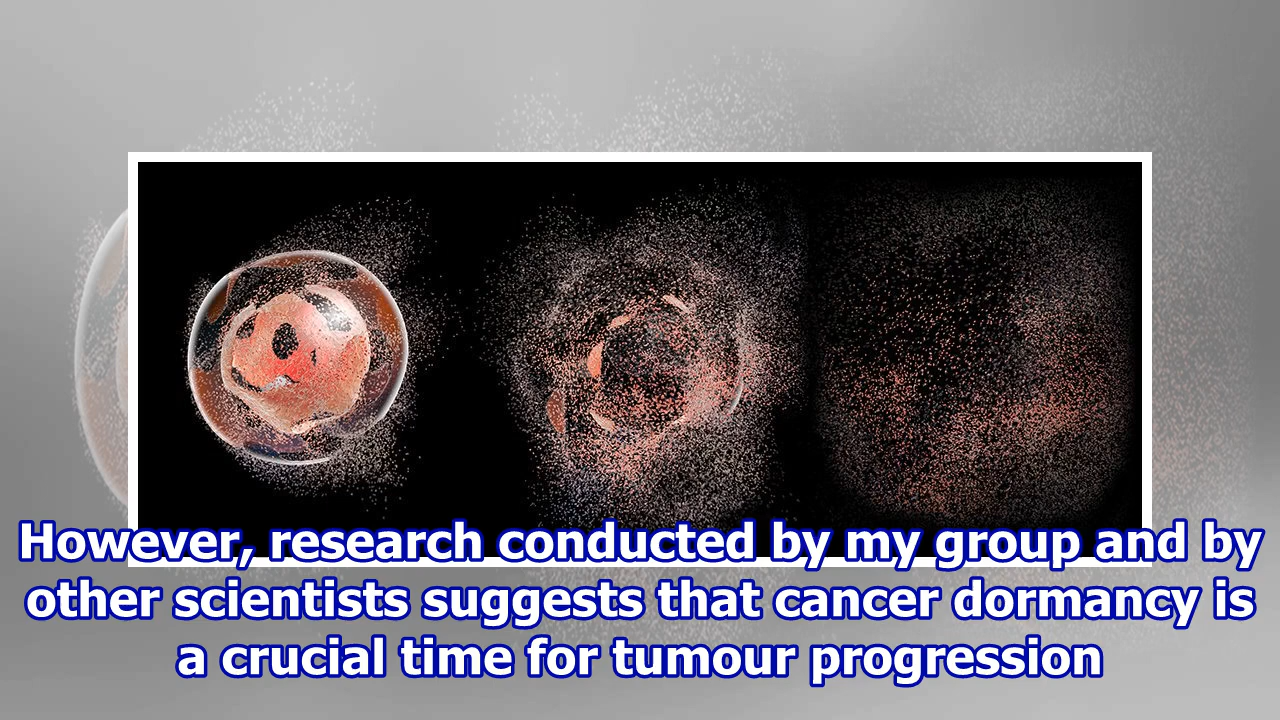 However, research conducted by my group and by
other scientists suggests that cancer dormancy is
a crucial time for tumour progression